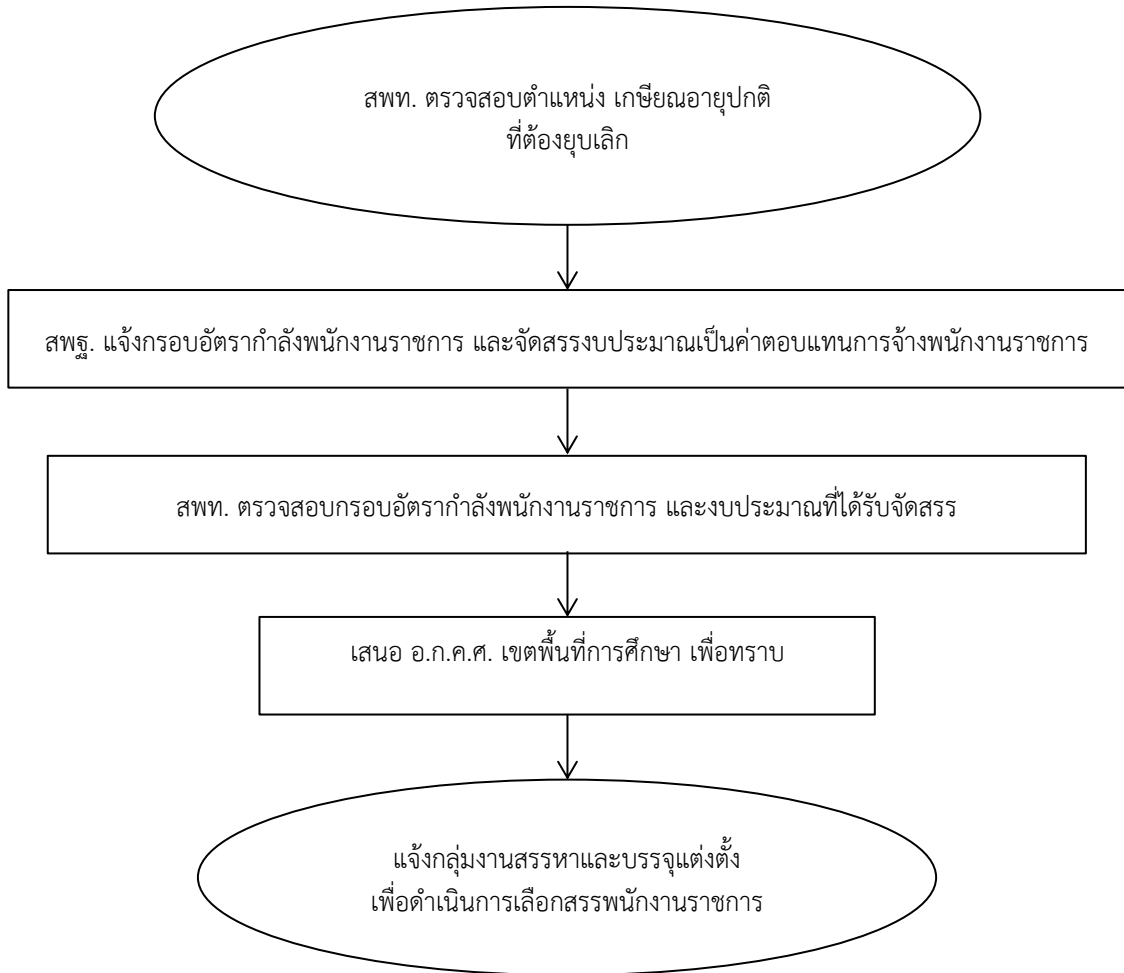 สพท. ตรวจสอบตำแหน่ง เกษียณอายุปกติ
ที่ต้องยุบเลิก
สพฐ. แจ้งกรอบอัตรากำลังพนักงานราชการ และจัดสรรงบประมาณเป็นค่าตอบแทนการจ้างพนักงานราชการ
สพท. ตรวจสอบกรอบอัตรากำลังพนักงานราชการ และงบประมาณที่ได้รับจัดสรร
เสนอ อ.ก.ค.ศ. เขตพื้นที่การศึกษา เพื่อทราบ
แจ้งกลุ่มงานสรรหาและบรรจุแต่งตั้ง
เพื่อดำเนินการเลือกสรรพนักงานราชการ